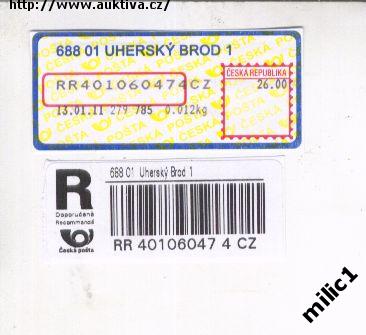 http://www.auktiva.cz/
688 01 UHERSKÝ BROD 1
RR401060474CZ
ČESKÁ REPUBLIKA
26.00
13.01.11 279 785 0.012kg
R
Doporučeně
Recommandé
Česká pošta
688 01 Uherský Brod 1
RR 40106047 4 CZ
milic1